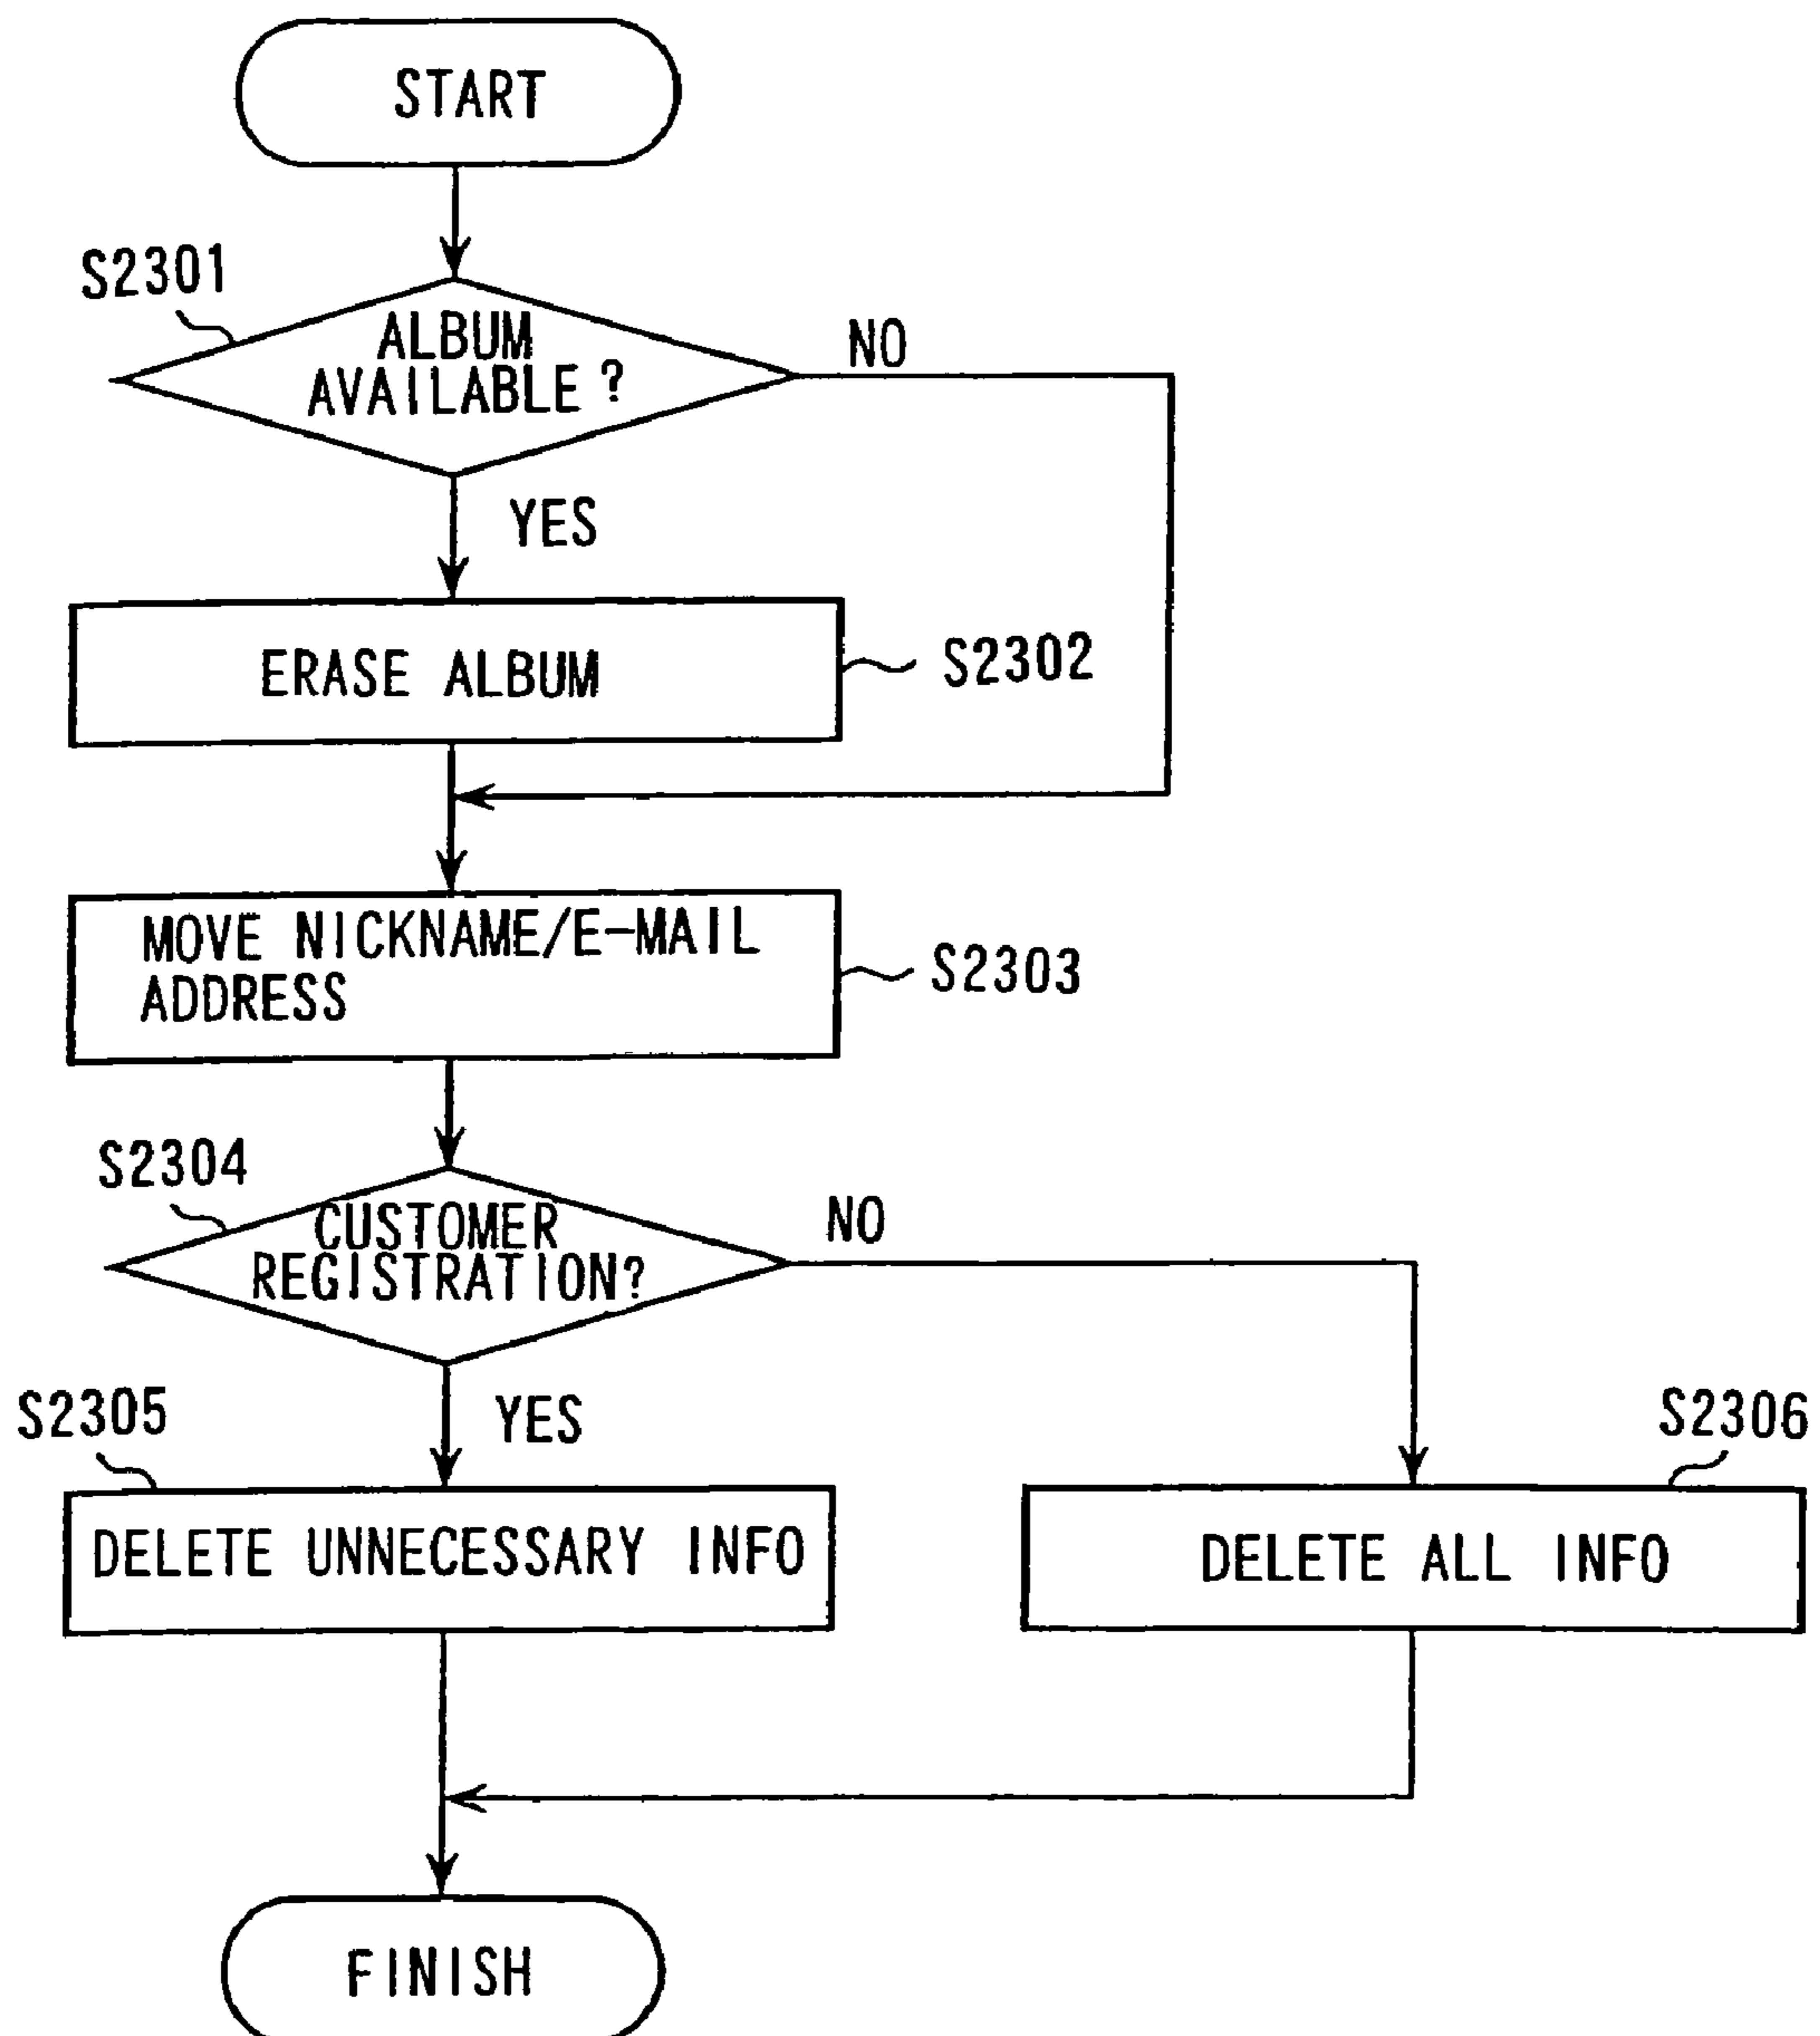 START
S2301
ALBUM
AVAILABLE ?
NO
YES
ERASE ALBUM
S2302
MOVE NICKNAME/E-MAIL
ADDRESS
S2303
S2304
CUSTOMER
REGISTRATION?
NO
YES
S2305
S2306
DELETE UNNECESSARY INFO
DELETE ALL INFO
FINISH